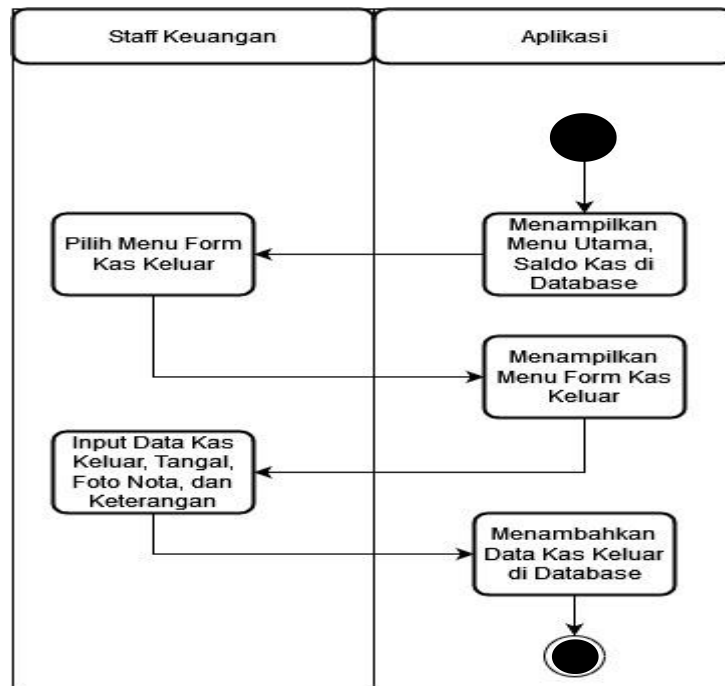 Staff Keuangan
Aplikasi
Menampilkan
Menu Utama,
Saldo Kas di
Database
Pilih Menu Form
Kas Keluar
Menampilkan
Menu Form Kas
Keluar
Input Data Kas
Keluar, Tangal,
Foto Nota, dan
Keterangan
Menambahkan
Data Kas Keluar
di Database